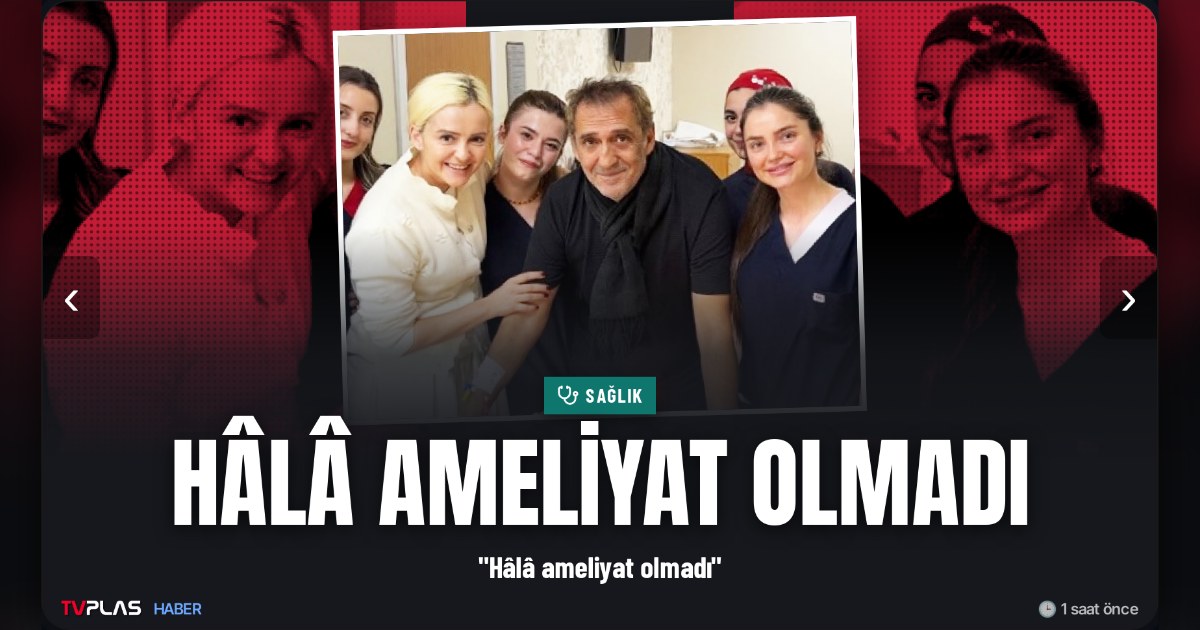 SAĞLIK
HÂLÂ AMELİYAT OLMADI
"Hâlâ ameliyat olmadı"
TVPLAS HABER
1 saat önce